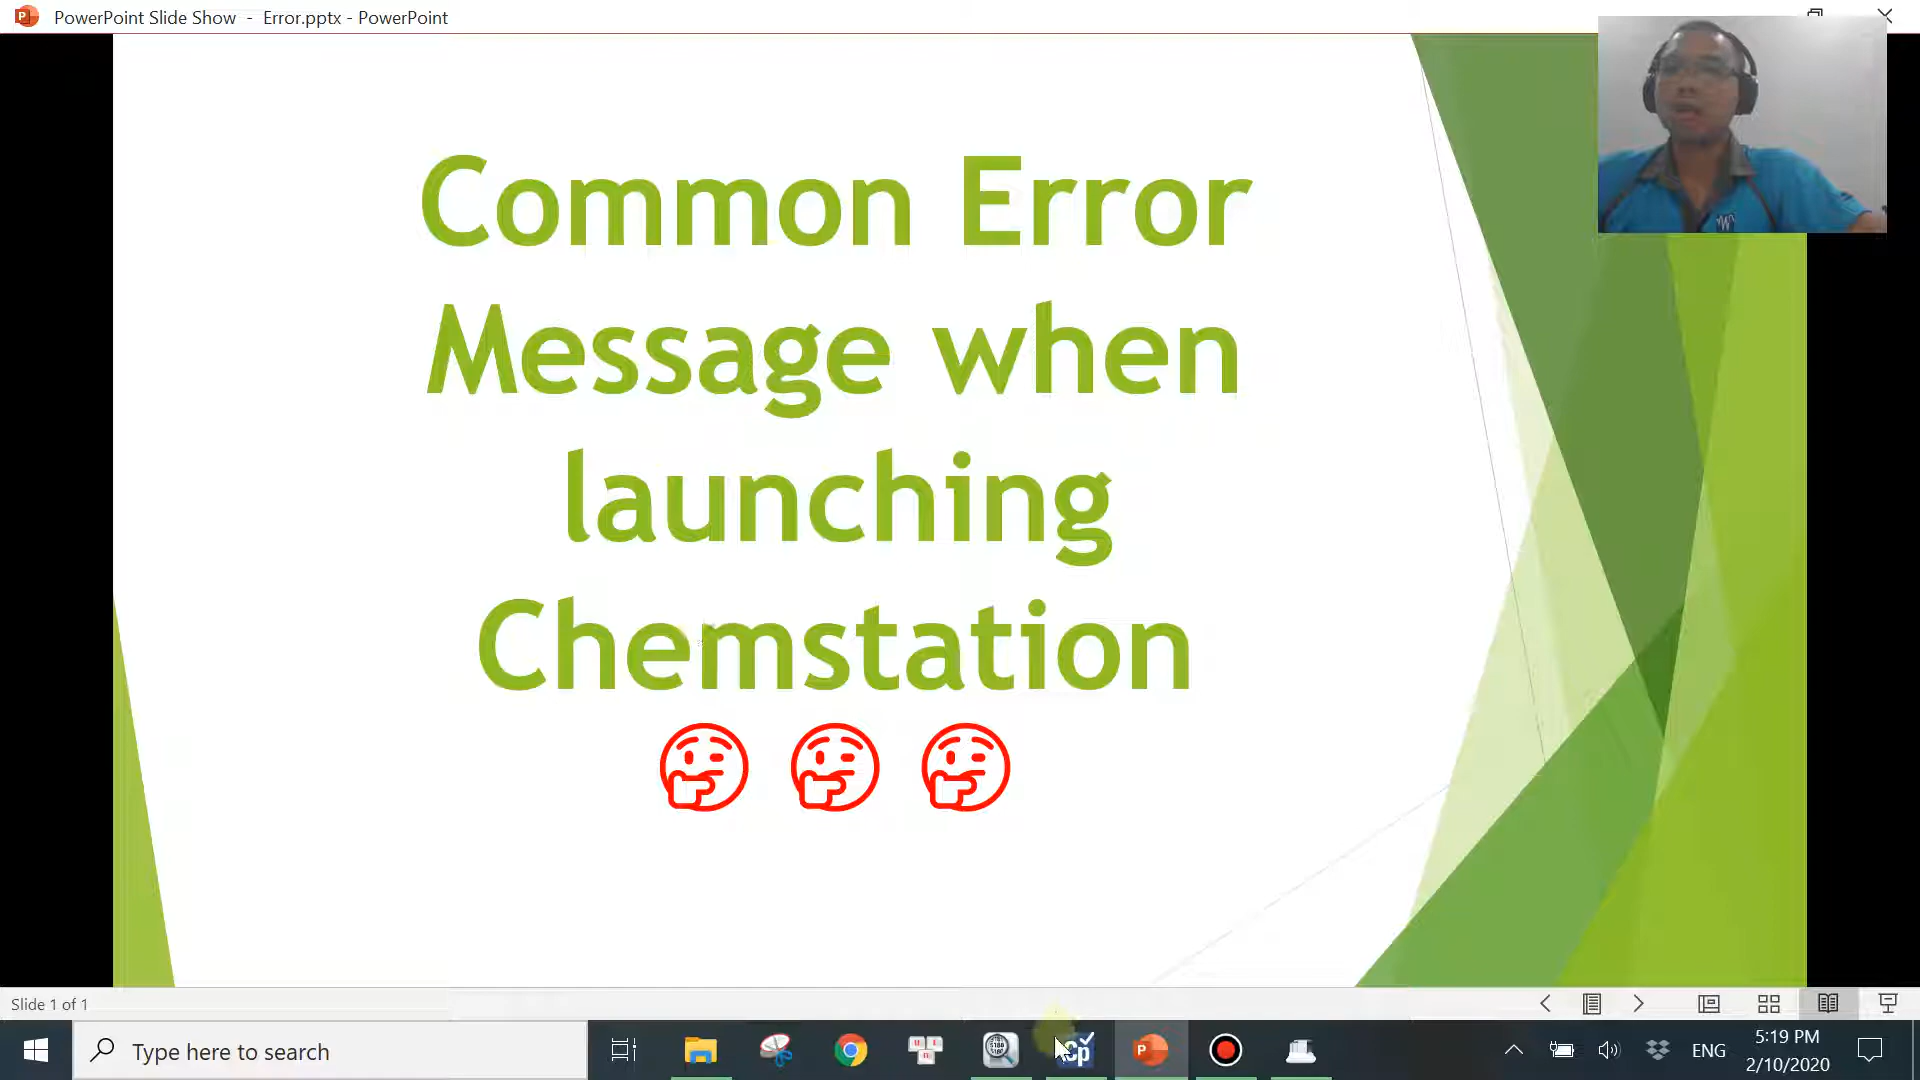 PowerPoint Slide Show - Error.pptx - PowerPoint
Common Error
Message when
launching
Chemstation
Slide 1 of 1
Type here to search
ENG
5:19 PM
2/10/2020